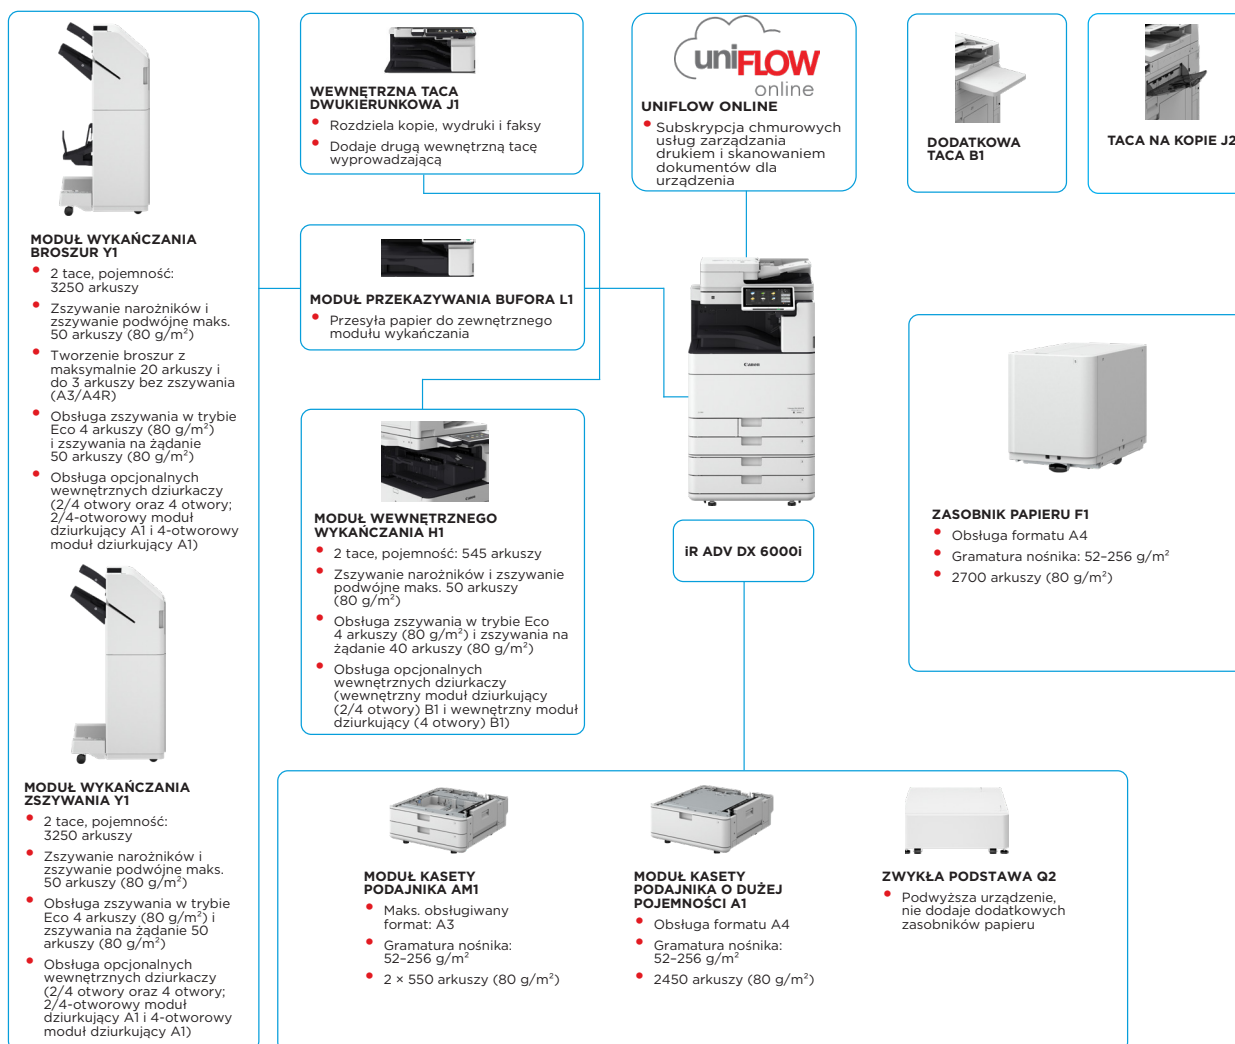 MODUŁ WYKAŃCZANIA
BROSZUR Y1
2 tace, pojemność:
3250 arkuszy
Zszywanie narożników i
zszywanie podwójne maks.
50 arkuszy (80 g/m²)
Tworzenie broszur z
maksymalnie 20 arkuszy i
do 3 arkuszy bez zszywania
(A3/A4R)
Obsługa zszywania w trybie
Eco 4 arkuszy (80 g/m²)
i zszywania na żądanie
50 arkuszy (80 g/m²)
Obsługa opcjonalnych
wewnętrznych dziurkaczy
(2/4 otwory oraz 4 otwory;
2/4-otworowy moduł
dziurkujący A1 i 4-otworowy
moduł dziurkujący A1)
MODUŁ WYKAŃCZANIA
ZSZYWANIA Y1
2 tace, pojemność:
3250 arkuszy
Zszywanie narożników i
zszywanie podwójne maks.
50 arkuszy (80 g/m²)
Obsługa zszywania w trybie
Eco 4 arkuszy (80 g/m²) i
zszywania na żądanie 50
arkuszy (80 g/m²)
Obsługa opcjonalnych
wewnętrznych dziurkaczy
(2/4 otwory oraz 4 otwory;
2/4-otworowy moduł
dziurkujący A1 i 4-otworowy
moduł dziurkujący A1)
WEWNĘTRZNA TACA
DWUKIERUNKOWA J1
Rozdziela kopie, wydruki i faksy
Dodaje drugą wewnętrzną tacę
wyprowadzającą
MODUŁ PRZEKAZYWANIA BUFORA L1
Przesyła papier do zewnętrznego
modułu wykańczania
MODUŁ WEWNĘTRZNEGO
WYKAŃCZANIA H1
2 tace, pojemność: 545 arkuszy
Zszywanie narożników i zszywanie
podwójne maks. 50 arkuszy
(80 g/m²)
Obsługa zszywania w trybie Eco
4 arkuszy (80 g/m²) i zszywania na
żądanie 40 arkuszy (80 g/m²)
Obsługa opcjonalnych
wewnętrznych dziurkaczy
(wewnętrzny moduł dziurkujący
(2/4 otwory) B1 i wewnętrzny moduł
dziurkujący (4 otwory) B1)
uniFLOW
online
UNIFLOW ONLINE
Subskrypcja chmurowych
usług zarządzania
drukiem i skanowaniem
dokumentów dla
urządzenia
Canon
iR ADV DX 6000i
DODATKOWA
TACA B1
TACA NA KOPIE J2
ZASOBNIK PAPIERU F1
Obsługa formatu A4
Gramatura nośnika: 52–256 g/m²
2700 arkuszy (80 g/m²)
MODUŁ KASETY
PODAJNIKA AM1
Maks. obsługiwany
format: A3
Gramatura nośnika:
52–256 g/m²
2 × 550 arkuszy (80 g/m²)
MODUŁ KASETY
PODAJNIKA O DUŻEJ
POJEMNOŚCI A1
Obsługa formatu A4
Gramatura nośnika:
52–256 g/m²
2450 arkuszy (80 g/m²)
ZWYKŁA PODSTAWA Q2
Podwyższa urządzenie,
nie dodaje dodatkowych
zasobników papieru